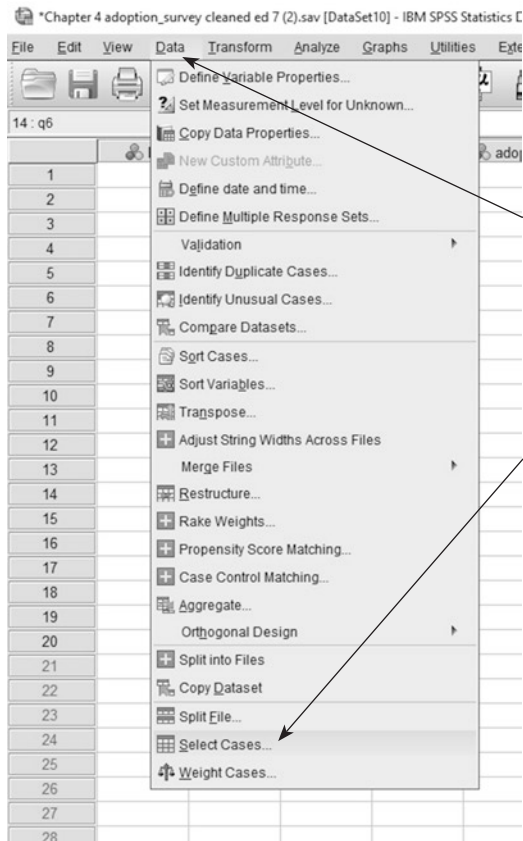 *Chapter 4 adoption_survey cleaned ed 7 (2).sav [DataSet10] - IBM SPSS Statistics D
File Edit View Data Transform Analyze Graphs Utilities Exte
14 : q6
adop
Define Variable Properties...
Set Measurement Level for Unknown...
Copy Data Properties...
New Custom Attribute...
Define date and time...
Define Multiple Response Sets...
Validation
Identify Duplicate Cases...
Identify Unusual Cases...
Compare Datasets...
Sort Cases...
Sort Variables...
Transpose...
Adjust String Widths Across Files
Merge Files
Restructure...
Rake Weights...
Propensity Score Matching...
Case Control Matching...
Aggregate...
Orthogonal Design
Split into Files
Copy Dataset
Split File...
Select Cases...
Weight Cases...
1
2
3
4
5
6
7
8
9
10
11
12
13
14
15
16
17
18
19
20
21
22
23
24
25
26
27
28